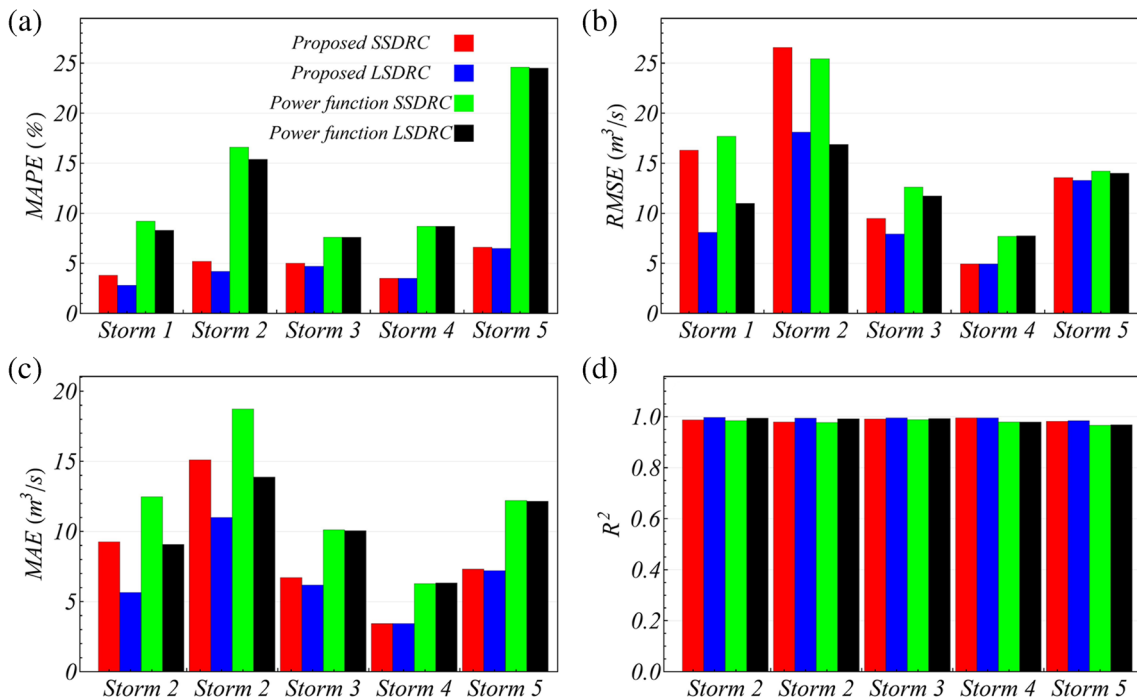 (a)
MAPE (%)
25
20
15
10
5
0
Proposed SSDRC
Proposed LSDRC
Power function SSDRC
Power function LSDRC
Storm 1 Storm 2 Storm 3 Storm 4 Storm 5
(b)
RMSE (m³/s)
25
20
15
10
5
0
Storm 1 Storm 2 Storm 3 Storm 4 Storm 5
(c)
MAE (m³/s)
20
15
10
5
0
Storm 2 Storm 2 Storm 3 Storm 4 Storm 5
(d)
R²
1.0
0.8
0.6
0.4
0.2
0.0
Storm 2 Storm 2 Storm 3 Storm 4 Storm 5